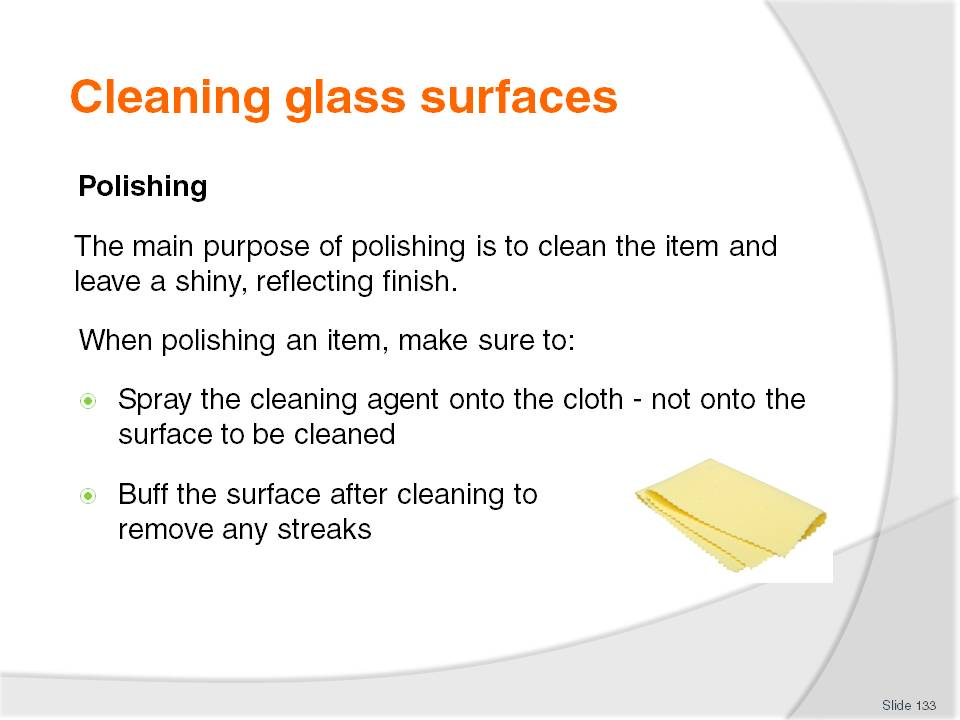 Cleaning glass surfaces
Polishing
The main purpose of polishing is to clean the item and
leave a shiny, reflecting finish.
When polishing an item, make sure to:
Spray the cleaning agent onto the cloth - not onto the
surface to be cleaned
Buff the surface after cleaning to
remove any streaks
Slide 133